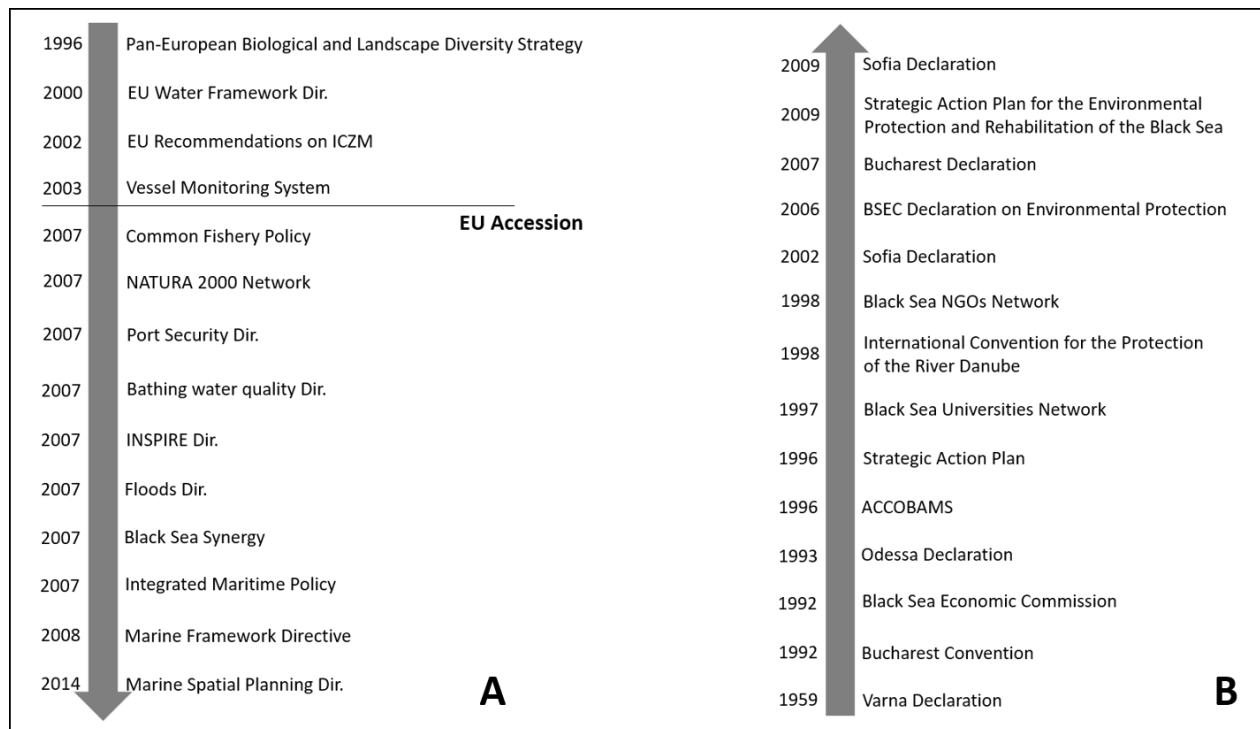 1996 Pan-European Biological and Landscape Diversity Strategy
2000 EU Water Framework Dir.
2002 EU Recommendations on ICZM
2003 Vessel Monitoring System
EU Accession
2007 Common Fishery Policy
2007 NATURA 2000 Network
2007 Port Security Dir.
2007 Bathing water quality Dir.
2007 INSPIRE Dir.
2007 Floods Dir.
2007 Black Sea Synergy
2007 Integrated Maritime Policy
2008 Marine Framework Directive
2014 Marine Spatial Planning Dir.
A
2009 Sofia Declaration
2009 Strategic Action Plan for the Environmental
Protection and Rehabilitation of the Black Sea
2007 Bucharest Declaration
2006 BSEC Declaration on Environmental Protection
2002 Sofia Declaration
1998 Black Sea NGOs Network
1998 International Convention for the Protection
of the River Danube
1997 Black Sea Universities Network
1996 Strategic Action Plan
1996 ACCOBAMS
1993 Odessa Declaration
1992 Black Sea Economic Commission
1992 Bucharest Convention
1959 Varna Declaration
B